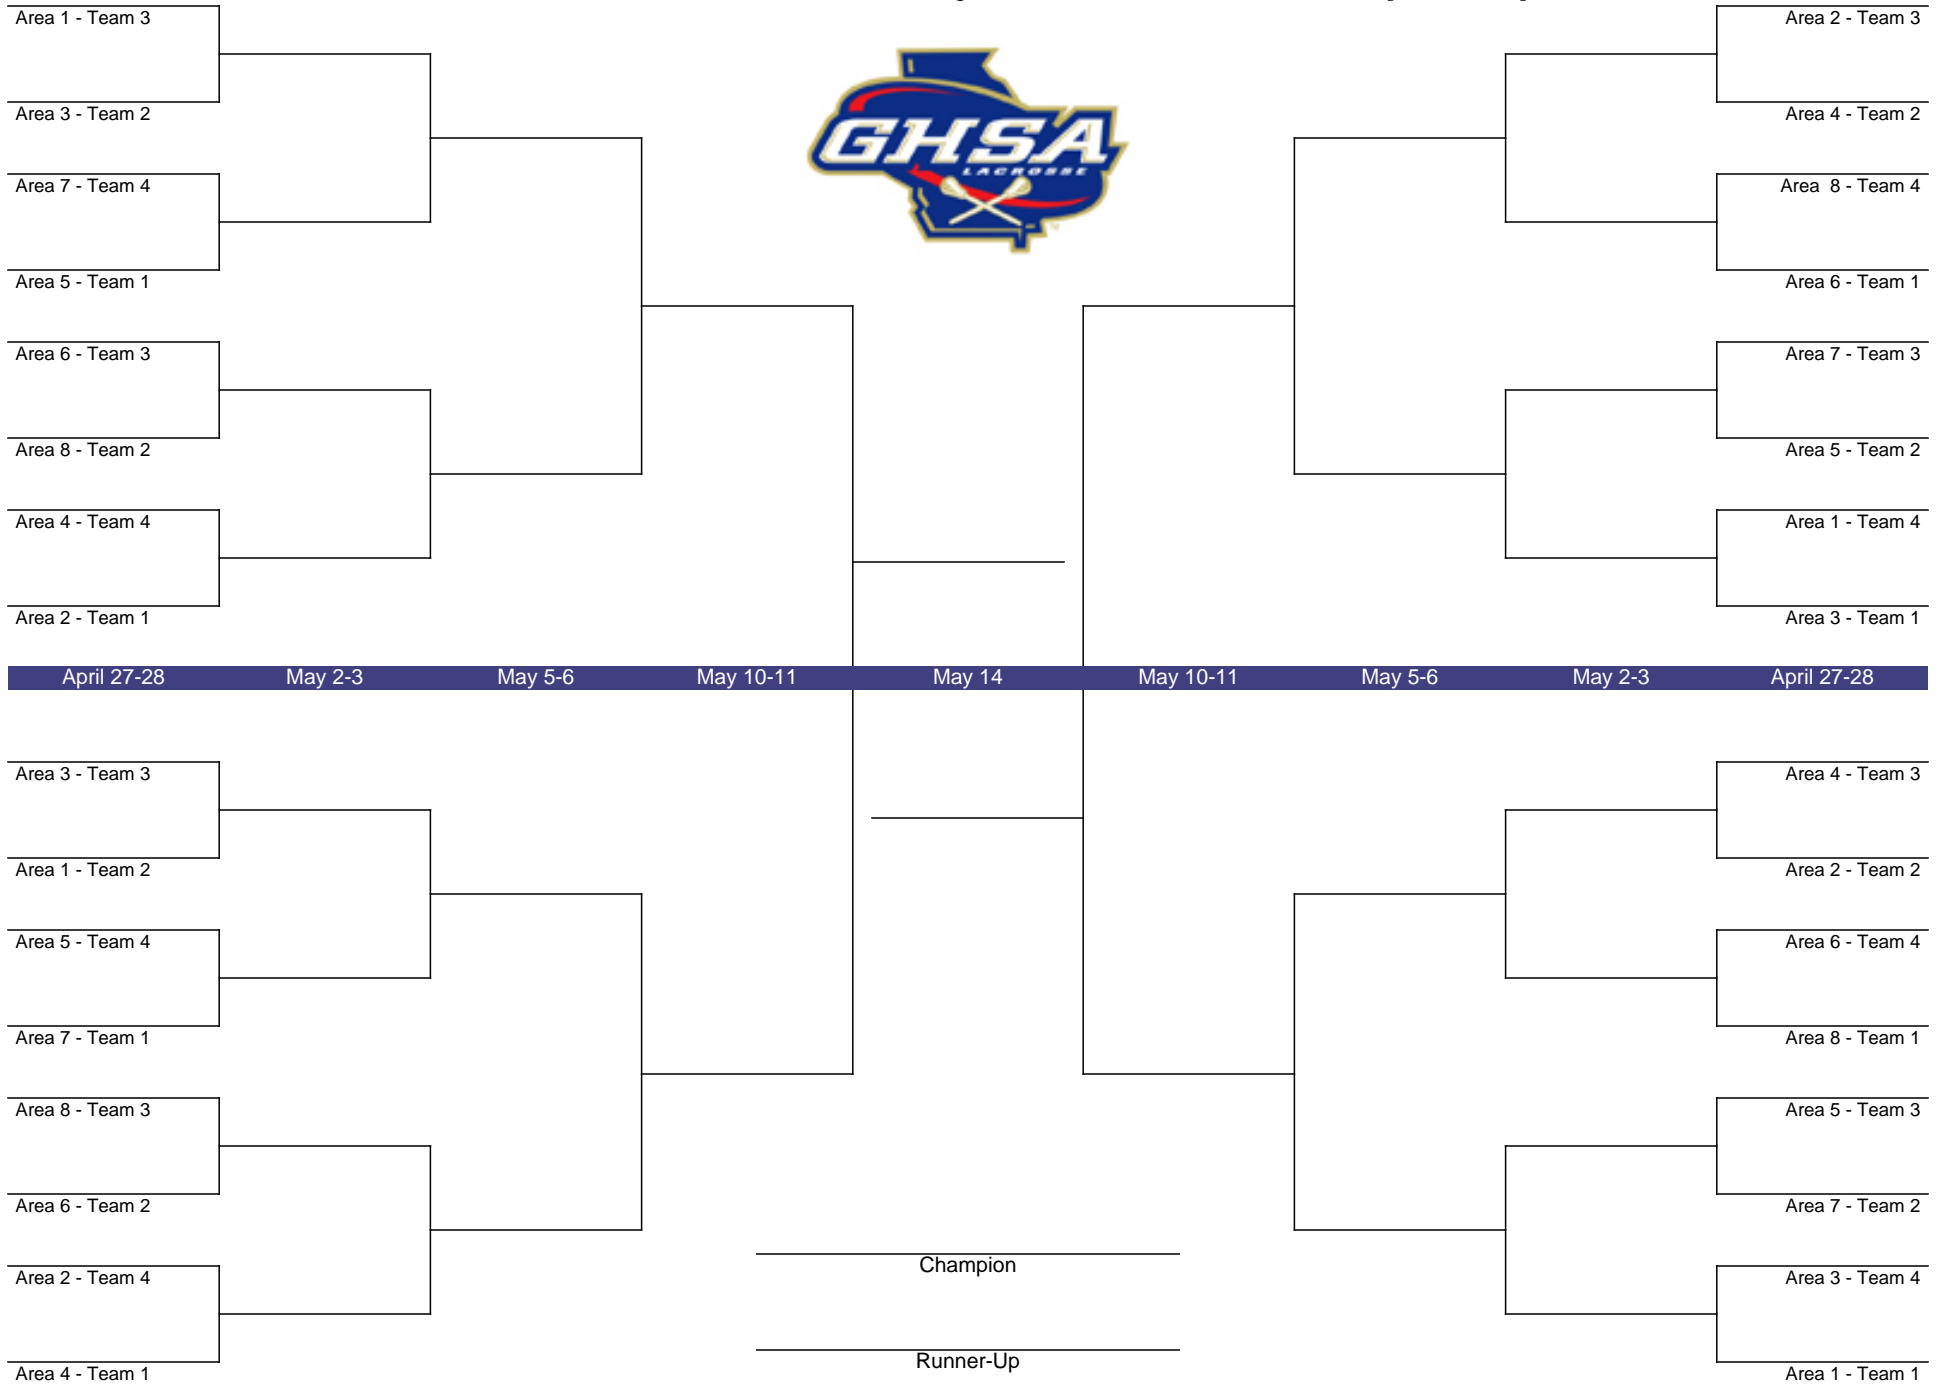 Area 1 - Team 3
Area 3 - Team 2
Area 7 - Team 4
Area 5 - Team 1
Area 6 - Team 3
Area 8 - Team 2
Area 4 - Team 4
Area 2 - Team 1
GHSA
LACROSSE
TM
Area 2 - Team 3
Area 4 - Team 2
Area  8 - Team 4
Area 6 - Team 1
Area 7 - Team 3
Area 5 - Team 2
Area 1 - Team 4
Area 3 - Team 1
April 27-28 May 2-3 May 5-6 May 10-11 May 14 May 10-11 May 5-6 May 2-3 April 27-28
Area 3 - Team 3
Area 1 - Team 2
Area 5 - Team 4
Area 7 - Team 1
Area 8 - Team 3
Area 6 - Team 2
Area 2 - Team 4
Area 4 - Team 1
Champion
Runner-Up
Area 4 - Team 3
Area 2 - Team 2
Area 6 - Team 4
Area 8 - Team 1
Area 5 - Team 3
Area 7 - Team 2
Area 3 - Team 4
Area 1 - Team 1